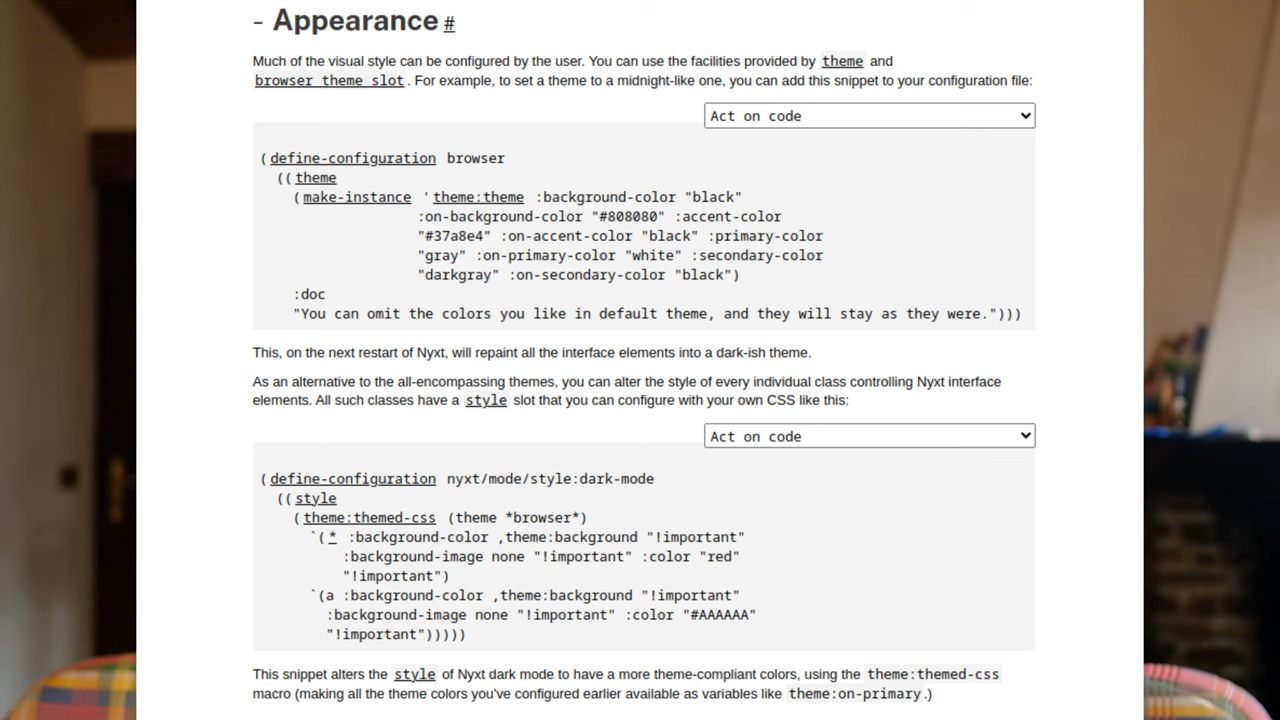 - Appearance #
Much of the visual style can be configured by the user. You can use the facilities provided by theme and
browser theme slot. For example, to set a theme to a midnight-like one, you can add this snippet to your configuration file:
Act on code
(define-configuration browser
((theme
(make-instance 'theme:theme :background-color "black"
:on-background-color "#808080" :accent-color
"#37a8e4" :on-accent-color "black" :primary-color
"gray" :on-primary-color "white" :secondary-color
"darkgray" :on-secondary-color "black")
:doc
"You can omit the colors you like in default theme, and they will stay as they were.")))
This, on the next restart of Nyxt, will repaint all the interface elements into a dark-ish theme.
As an alternative to the all-encompassing themes, you can alter the style of every individual class controlling Nyxt interface
elements. All such classes have a style slot that you can configure with your own CSS like this:
Act on code
(define-configuration nyxt/mode/style:dark-mode
((style
(theme:themed-css (theme *browser*)
`(* :background-color ,theme:background "!important"
:background-image none "!important" :color "red"
"!important")
`(a :background-color ,theme:background "!important"
:background-image none "!important" :color "#AAAAAA"
"!important")))))
This snippet alters the style of Nyxt dark mode to have a more theme-compliant colors, using the theme:themed-css
macro (making all the theme colors you've configured earlier available as variables like theme:on-primary.)